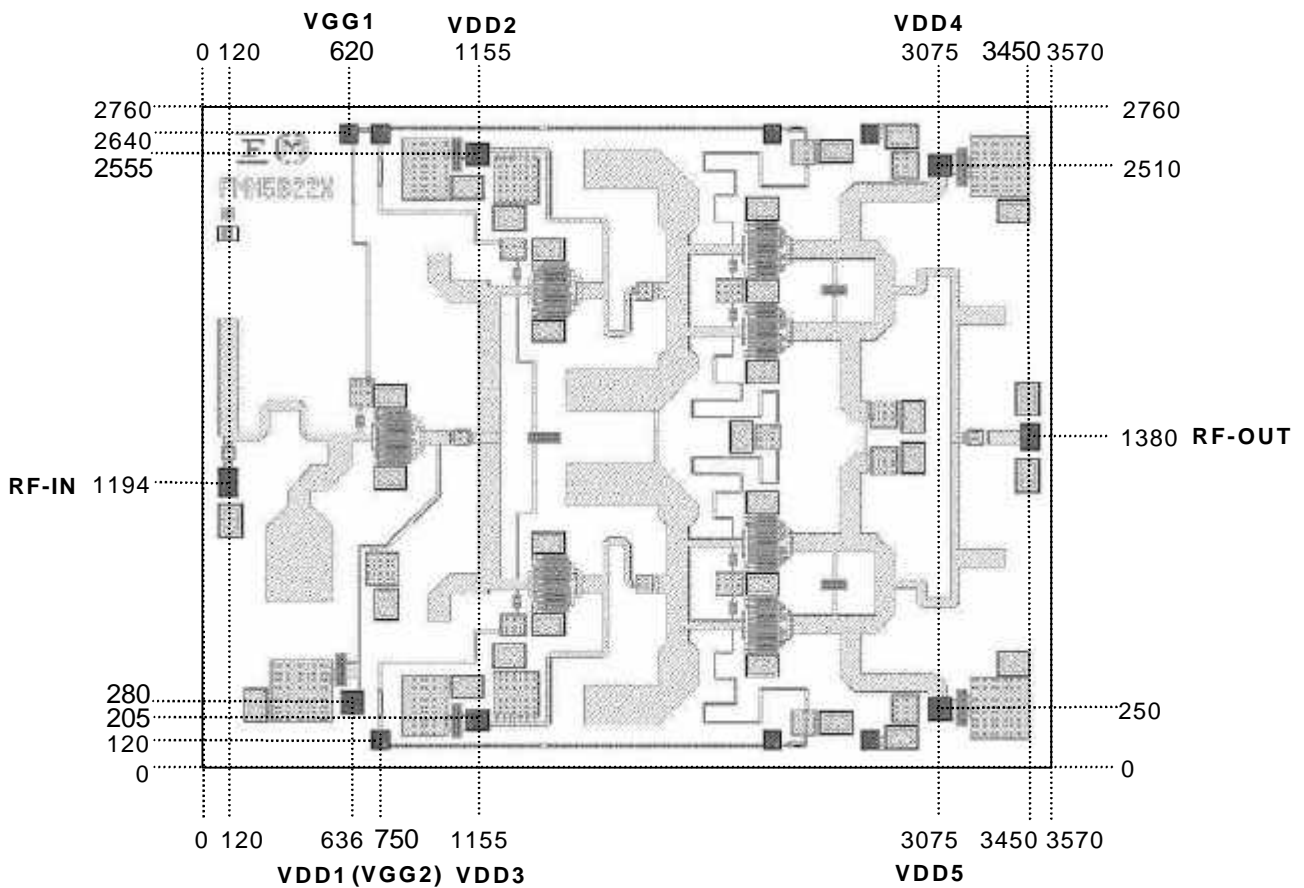 VGG1 VDD2 VDD4
0 120 620 1155 3075 3450 3570
2760 2760
2640
2555 2510
FMM5822X
1380 RF-OUT
RF-IN 1194
280
205 250
120
0 0
0 120 636 750 1155 3075 3450 3570
VDD1 (VGG2) VDD3 VDD5